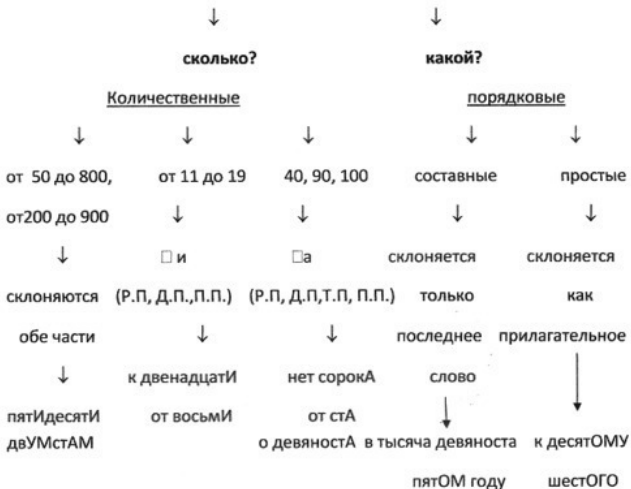 ↓ ↓
сколько? какой?
Количественные порядковые
↓ ↓ ↓ ↓ ↓
от 50 до 800, от 11 до 19 40, 90, 100 составные простые
от200 до 900 ↓ ↓ ↓ ↓
↓ □ и □а склоняется склоняется
склоняются (Р.П, Д.П.,П.П.) (Р.П, Д.П,Т.П, П.П.) только как
обе части ↓ ↓ последнее прилагательное
↓ к двенадцатИ нет сорокА слово
пятИдесятИ от восьмИ от стА
двУМстАМ о девяностА в тысяча девяноста к десятОМУ
пятОМ году шестОГО